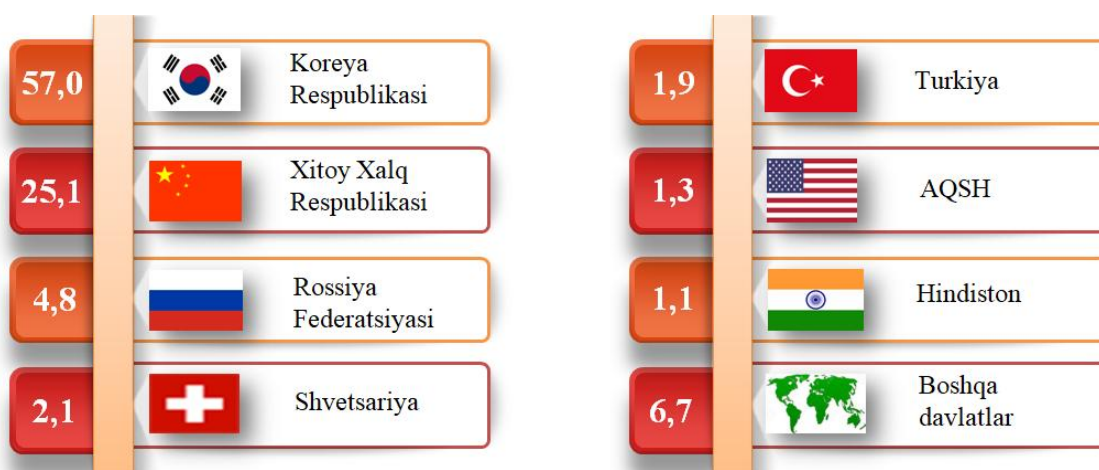 57,0
Koreya
Respublikasi
25,1
Xitoy Xalq
Respublikasi
4,8
Rossiya
Federatsiyasi
2,1
Shvetsariya
1,9
Turkiya
1,3
AQSH
1,1
Hindiston
6,7
Boshqa
davlatlar